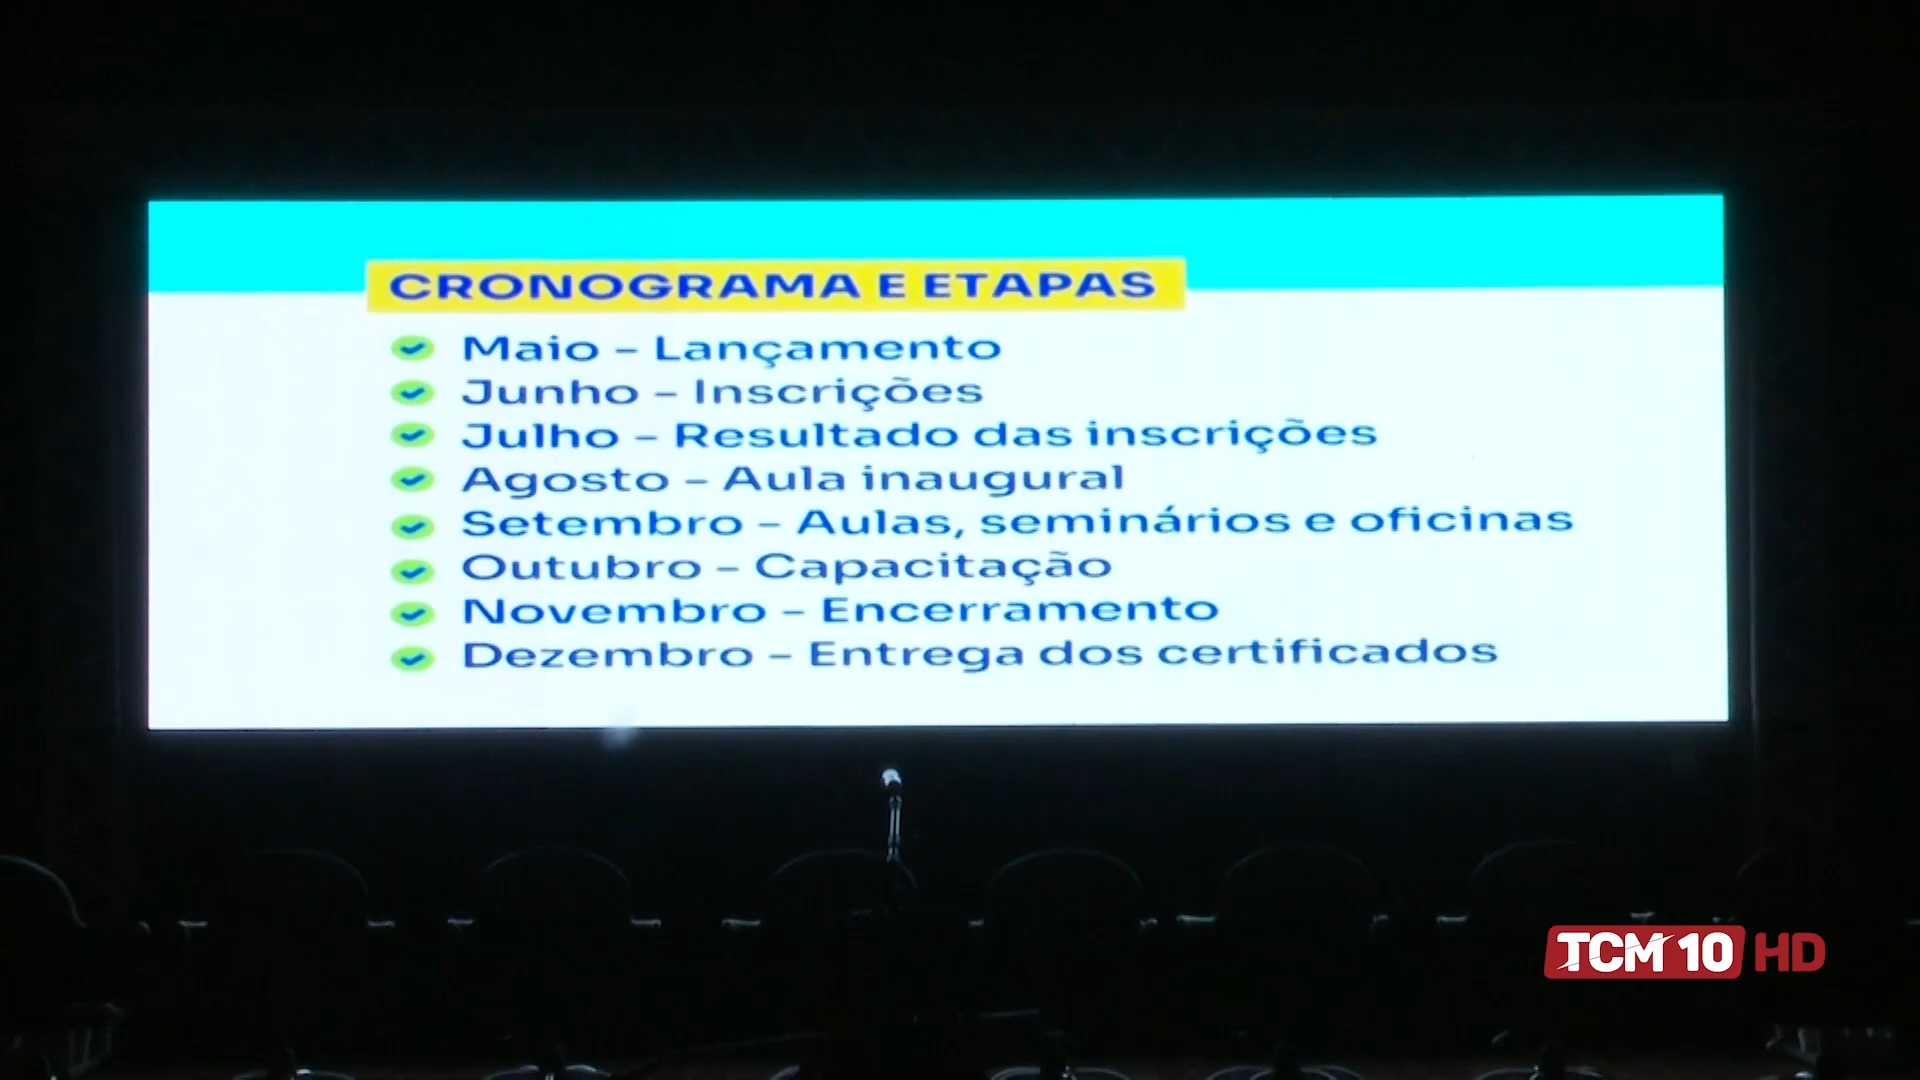 CRONOGRAMA E ETAPAS
Maio – Lançamento
Junho – Inscrições
Julho – Resultado das inscrições
Agosto – Aula inaugural
Setembro – Aulas, seminários e oficinas
Outubro – Capacitação
Novembro – Encerramento
Dezembro – Entrega dos certificados
TCM 10 HD